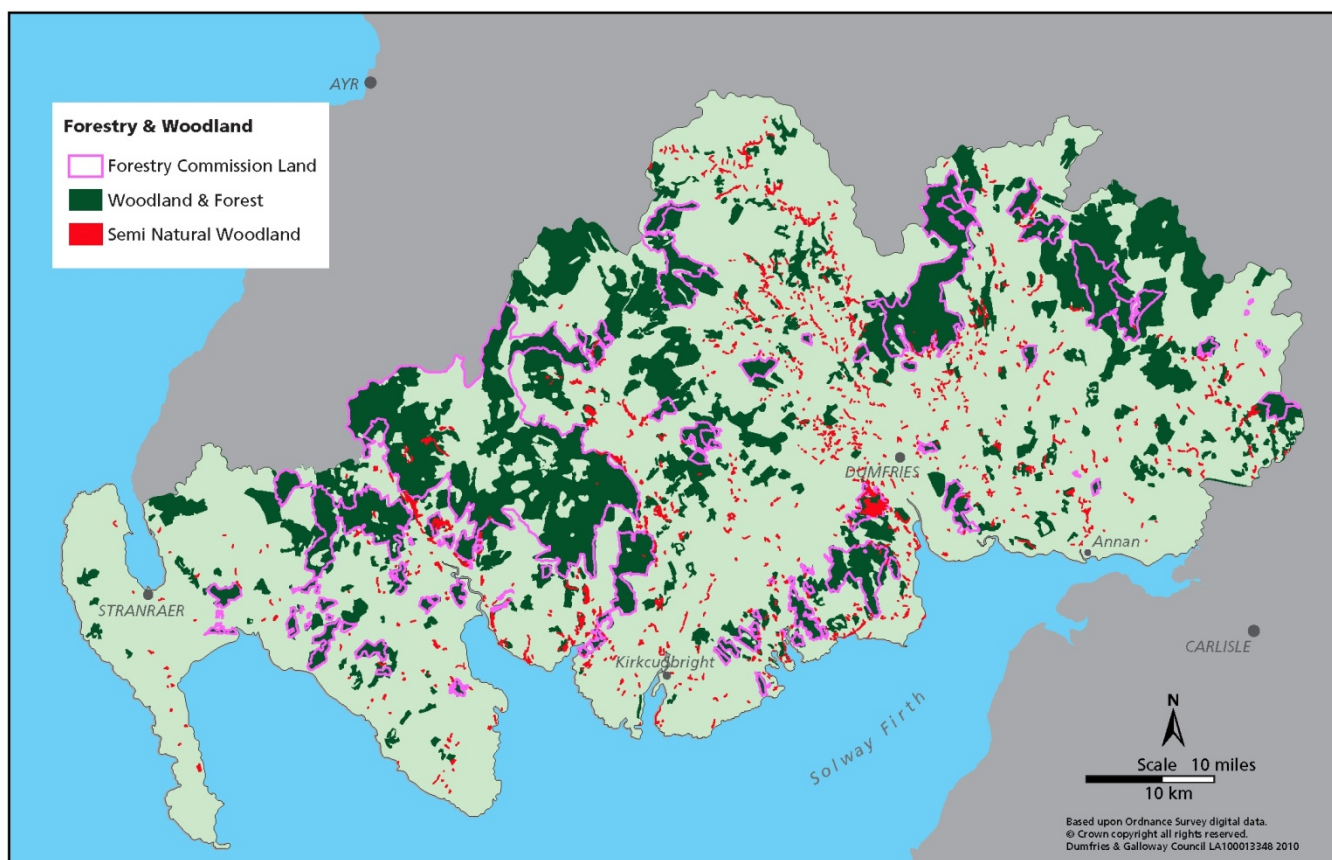 AYR
Forestry & Woodland
Forestry Commission Land
Woodland & Forest
Semi Natural Woodland
DUMFRIES
Annan
STRANRAER
Kirkcudbright
CARLISLE
Solway Firth
N
Scale 10 miles
10 km
Based upon Ordnance Survey digital data.
© Crown copyright all rights reserved.
Dumfries & Galloway Council LA100013348 2010